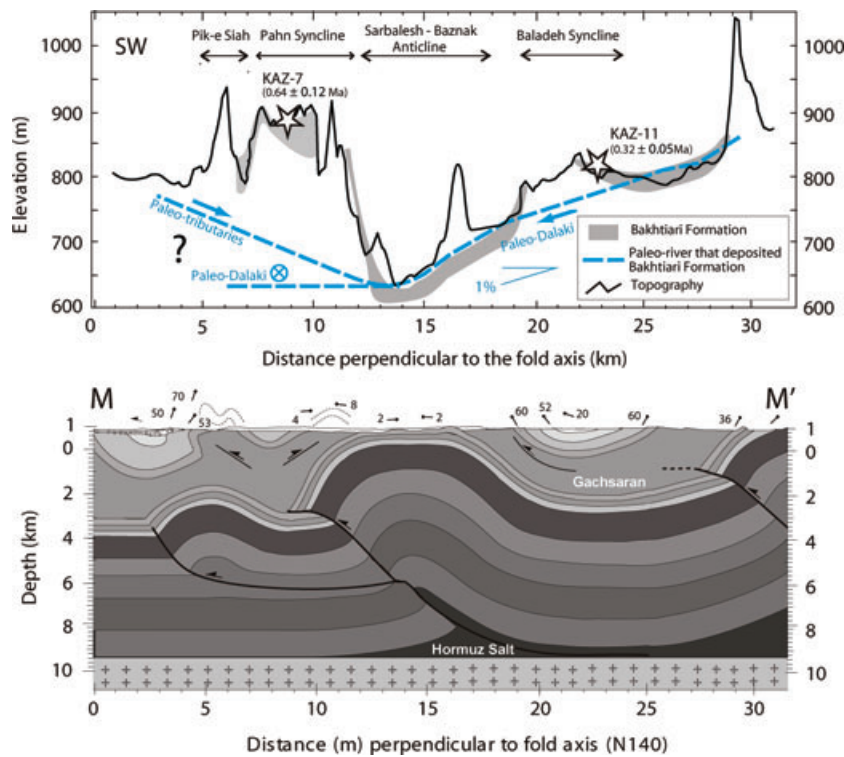 SW
Pik-e Siah
Pahn Syncline
Sarbalesh - Baznak
Anticline
Baladeh Syncline
KAZ-7
(0.64 ± 0.12 Ma)
KAZ-11
(0.32 ± 0.05Ma)
Elevation (m)
1000
900
800
700
600
1000
900
800
700
600
Paleo-tributaries
?
Paleo-Dalaki
Paleo-Dalaki
1%
Bakhtiari Formation
Paleo-river that deposited
Bakhtiari Formation
Topography
0 5 10 15 20 25 30
Distance perpendicular to the fold axis (km)
M M'
50 70 53 4 8 2 2 60 52 20 60 36
Depth (km)
1
0
2
4
6
8
10
1
0
2
4
6
8
10
Gachsaran
Hormuz Salt
0 5 10 15 20 25 30
Distance (m) perpendicular to fold axis (N140)